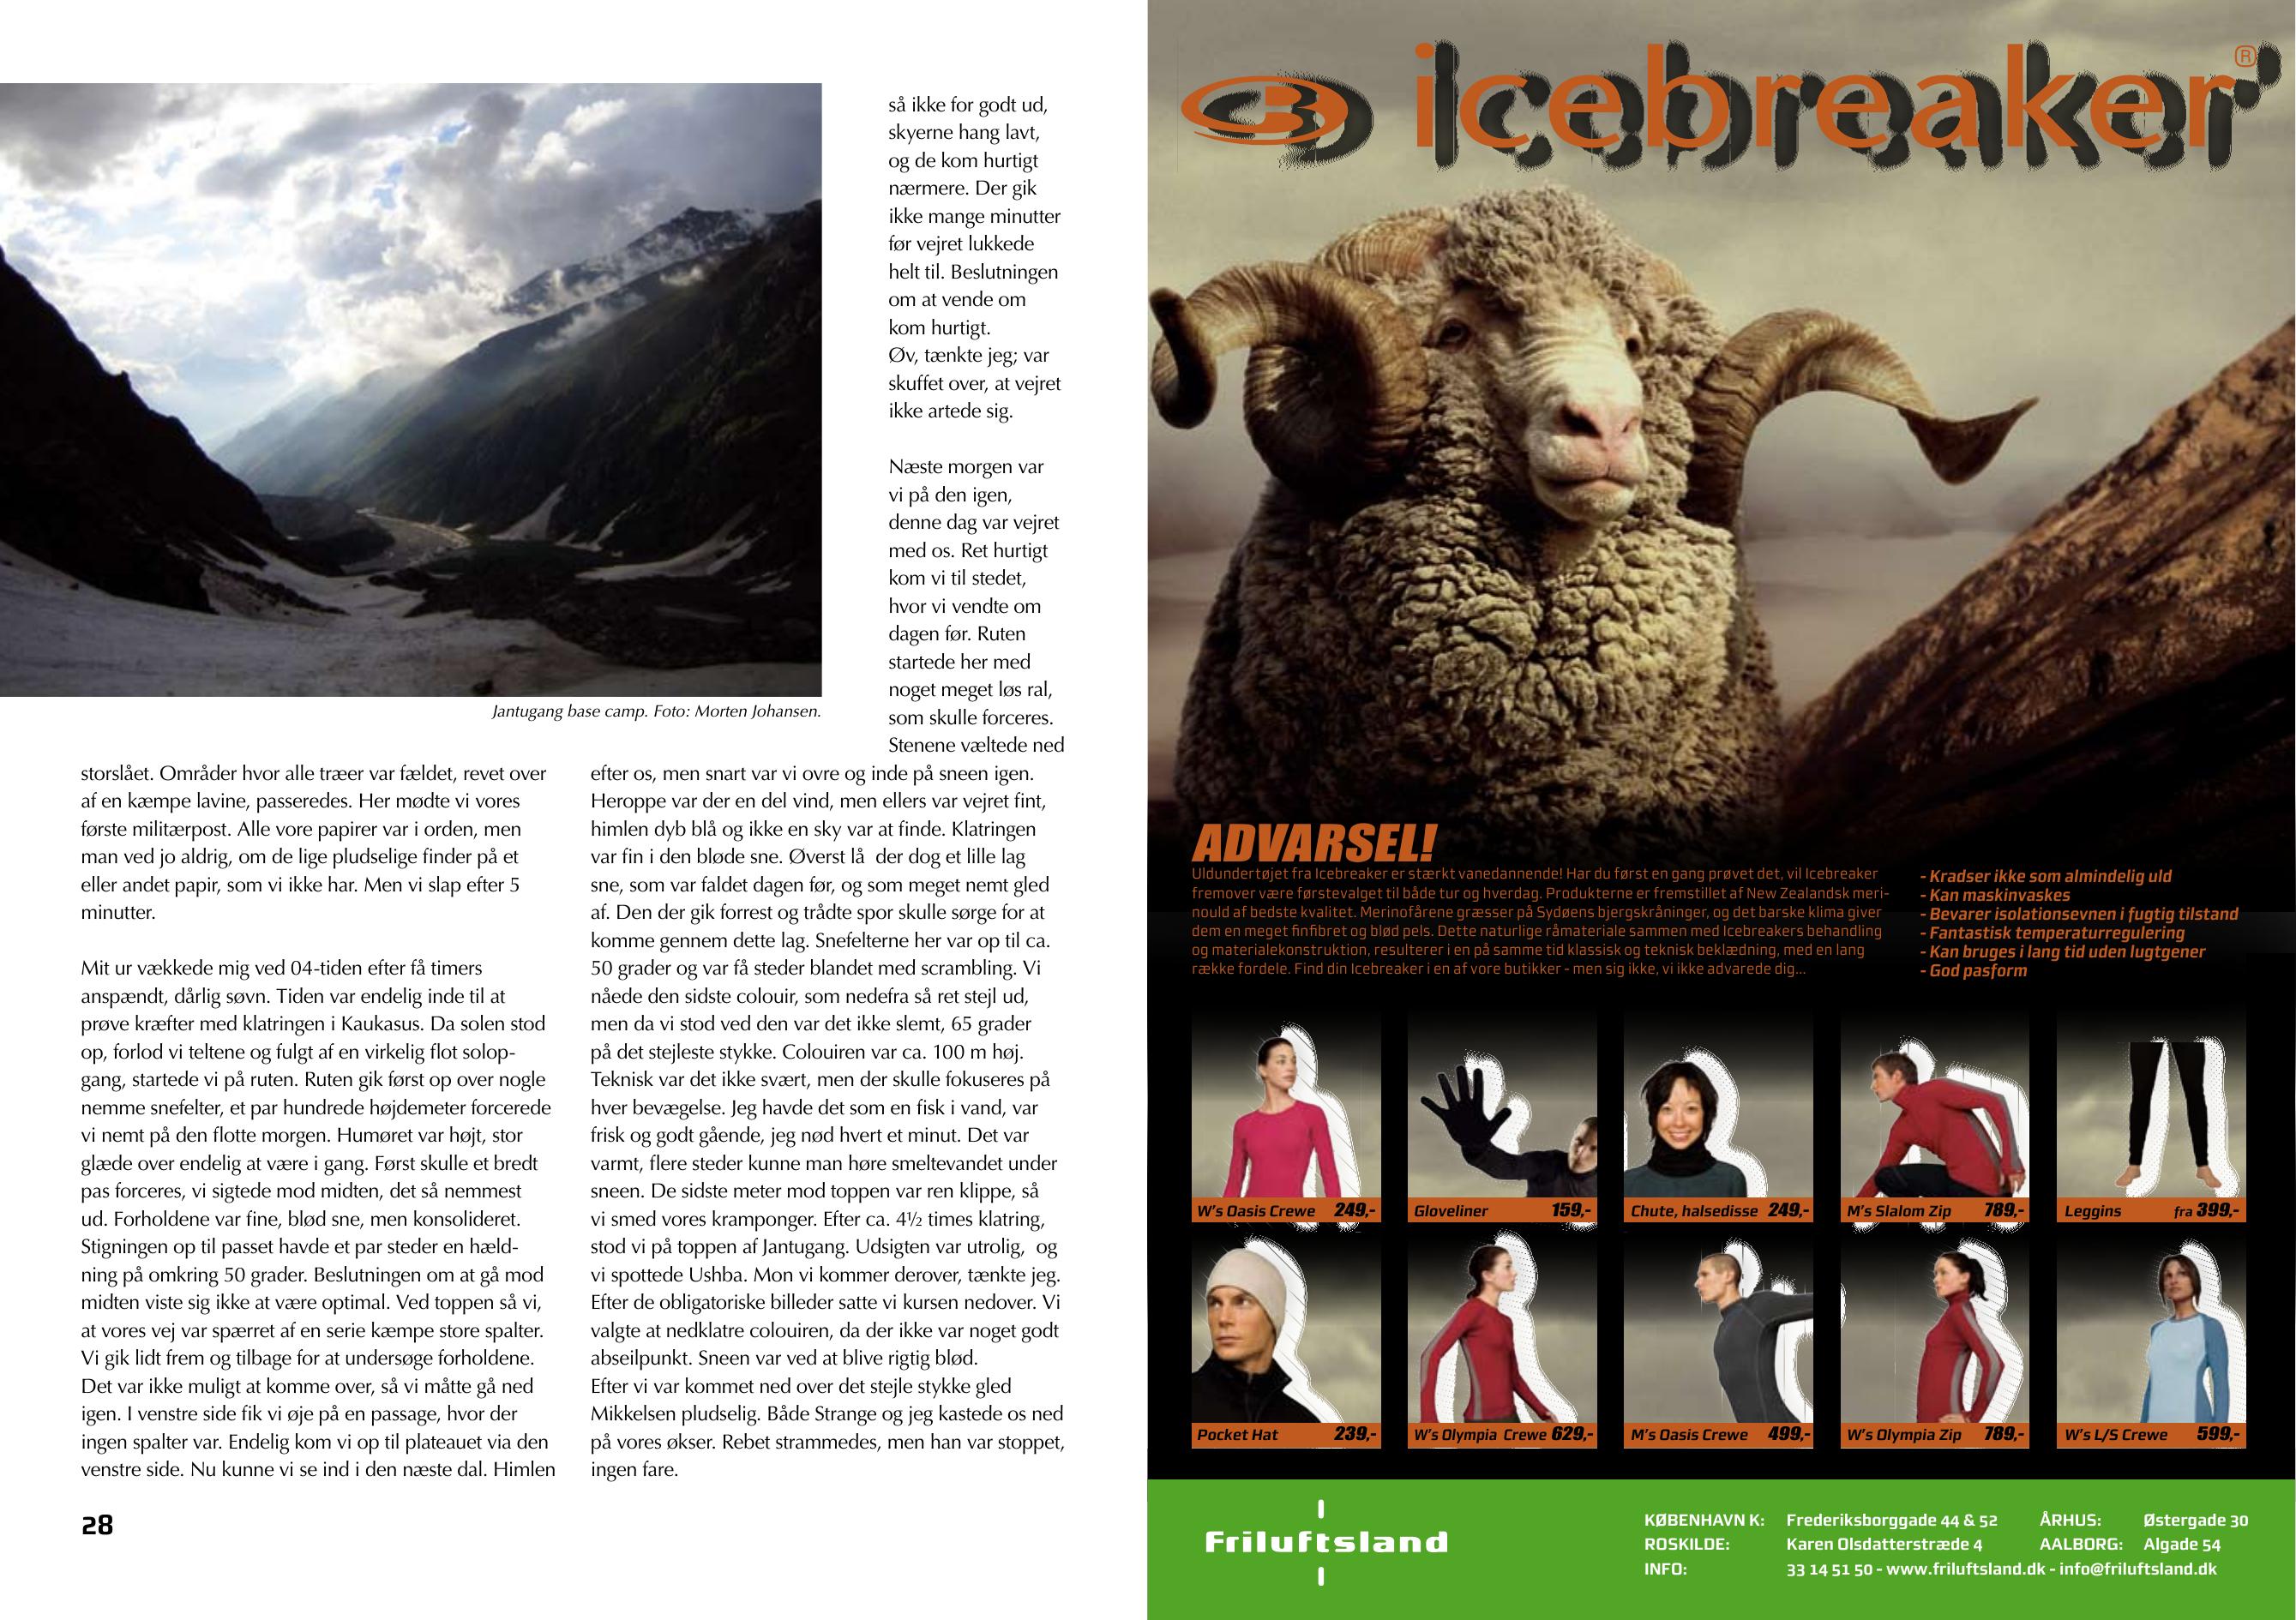 Jantugang base camp. Foto: Morten Johansen.
storslået. Områder hvor alle træer var fældet, revet over
af en kæmpe lavine, passeredes. Her mødte vi vores
første militærpost. Alle vore papirer var i orden, men
man ved jo aldrig, om de lige pludselige finder på et
eller andet papir, som vi ikke har. Men vi slap efter 5
minutter.
Mit ur vækkede mig ved 04-tiden efter få timers
anspændt, dårlig søvn. Tiden var endelig inde til at
prøve kræfter med klatringen i Kaukasus. Da solen stod
op, forlod vi teltene og fulgt af en virkelig flot solop-
gang, startede vi på ruten. Ruten gik først op over nogle
nemme snefelter, et par hundrede højdemeter forcerede
vi nemt på den flotte morgen. Humøret var højt, stor
glæde over endelig at være i gang. Først skulle et bredt
pas forceres, vi sigtede mod midten, det så nemmest
ud. Forholdene var fine, blød sne, men konsolideret.
Stigningen op til passet havde et par steder en hæld-
ning på omkring 50 grader. Beslutningen om at gå mod
midten viste sig ikke at være optimal. Ved toppen så vi,
at vores vej var spærret af en serie kæmpe store spalter.
Vi gik lidt frem og tilbage for at undersøge forholdene.
Det var ikke muligt at komme over, så vi måtte gå ned
igen. I venstre side fik vi øje på en passage, hvor der
ingen spalter var. Endelig kom vi op til plateauet via den
venstre side. Nu kunne vi se ind i den næste dal. Himlen
så ikke for godt ud,
skyerne hang lavt,
og de kom hurtigt
nærmere. Der gik
ikke mange minutter
før vejret lukkede
helt til. Beslutningen
om at vende om
kom hurtigt.
Øv, tænkte jeg; var
skuffet over, at vejret
ikke artede sig.
Næste morgen var
vi på den igen,
denne dag var vejret
med os. Ret hurtigt
kom vi til stedet,
hvor vi vendte om
dagen før. Ruten
startede her med
noget meget løs ral,
som skulle forceres.
Stenene væltede ned
efter os, men snart var vi ovre og inde på sneen igen.
Heroppe var der en del vind, men ellers var vejret fint,
himlen dyb blå og ikke en sky var at finde. Klatringen
var fin i den bløde sne. Øverst lå  der dog et lille lag
sne, som var faldet dagen før, og som meget nemt gled
af. Den der gik forrest og trådte spor skulle sørge for at
komme gennem dette lag. Snefelterne her var op til ca.
50 grader og var få steder blandet med scrambling. Vi
nåede den sidste colouir, som nedefra så ret stejl ud,
men da vi stod ved den var det ikke slemt, 65 grader
på det stejleste stykke. Colouiren var ca. 100 m høj.
Teknisk var det ikke svært, men der skulle fokuseres på
hver bevægelse. Jeg havde det som en fisk i vand, var
frisk og godt gående, jeg nød hvert et minut. Det var
varmt, flere steder kunne man høre smeltevandet under
sneen. De sidste meter mod toppen var ren klippe, så
vi smed vores kramponger. Efter ca. 4½ times klatring,
stod vi på toppen af Jantugang. Udsigten var utrolig,  og
vi spottede Ushba. Mon vi kommer derover, tænkte jeg.
Efter de obligatoriske billeder satte vi kursen nedover. Vi
valgte at nedklatre colouiren, da der ikke var noget godt
abseilpunkt. Sneen var ved at blive rigtig blød.
Efter vi var kommet ned over det stejle stykke gled
Mikkelsen pludselig. Både Strange og jeg kastede os ned
på vores økser. Rebet strammedes, men han var stoppet,
ingen fare.
28
icebreaker®
ADVARSEL!
Uldundertøjet fra Icebreaker er stærkt vanedannende! Har du først en gang prøvet det, vil Icebreaker
fremover være førstevalget til både tur og hverdag. Produkterne er fremstillet af New Zealandsk meri-
nould af bedste kvalitet. Merinofårene græsser på Sydøens bjergskråninger, og det barske klima giver
dem en meget finfibret og blød pels. Dette naturlige råmateriale sammen med Icebreakers behandling
og materialekonstruktion, resulterer i en på samme tid klassisk og teknisk beklædning, med en lang
række fordele. Find din Icebreaker i en af vore butikker - men sig ikke, vi ikke advarede dig...
- Kradser ikke som almindelig uld
- Kan maskinvaskes
- Bevarer isolationsevnen i fugtig tilstand
- Fantastisk temperaturregulering
- Kan bruges i lang tid uden lugtgener
- God pasform
W's Oasis Crewe 249,-
Gloveliner 159,-
Chute, halsedisse 249,-
M's Slalom Zip 789,-
Leggins fra 399,-
Pocket Hat 239,-
W's Olympia Crewe 629,-
M's Oasis Crewe 499,-
W's Olympia Zip 789,-
W's L/S Crewe 599,-
Friluftsland
KØBENHAVN K: Frederiksborggade 44 & 52 ÅRHUS: Østergade 30
ROSKILDE: Karen Olsdatterstræde 4 AALBORG: Algade 54
INFO: 33 14 51 50 - www.friluftsland.dk - info@friluftsland.dk